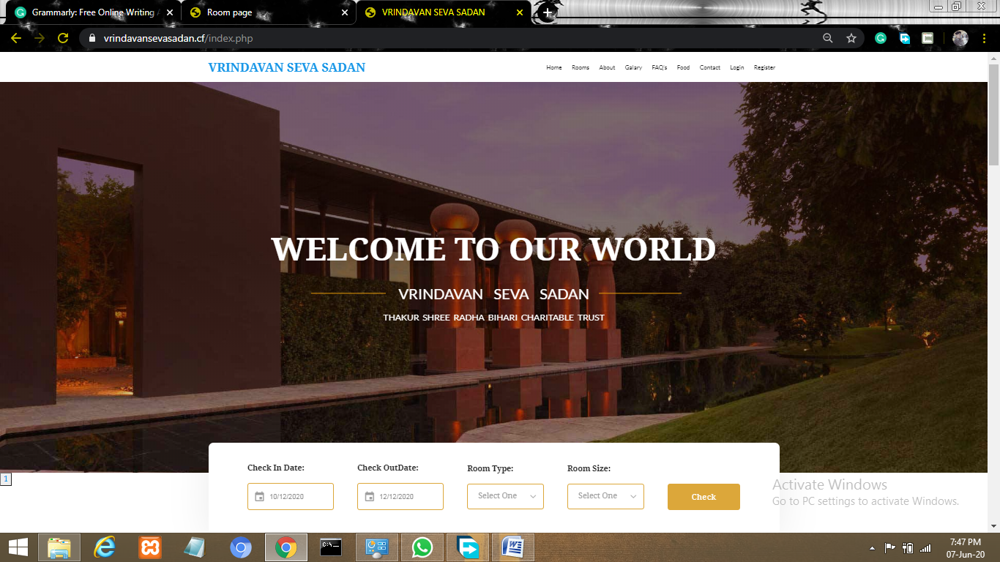 Grammarly: Free Online Writing
Room page
VRINDAVAN SEVA SADAN
vrindavansevasadan.cf/index.php
VRINDAVAN SEVA SADAN
Home Rooms About Galary FAQ's Food Contact Login Register
WELCOME TO OUR WORLD
VRINDAVAN SEVA SADAN
THAKUR SHREE RADHA BIHARI CHARITABLE TRUST
Check In Date: Check OutDate: Room Type: Room Size:
1
10/12/2020 12/12/2020 Select One Select One Check
Activate Windows
Go to PC settings to activate Windows.
7:47 PM
07-Jun-20